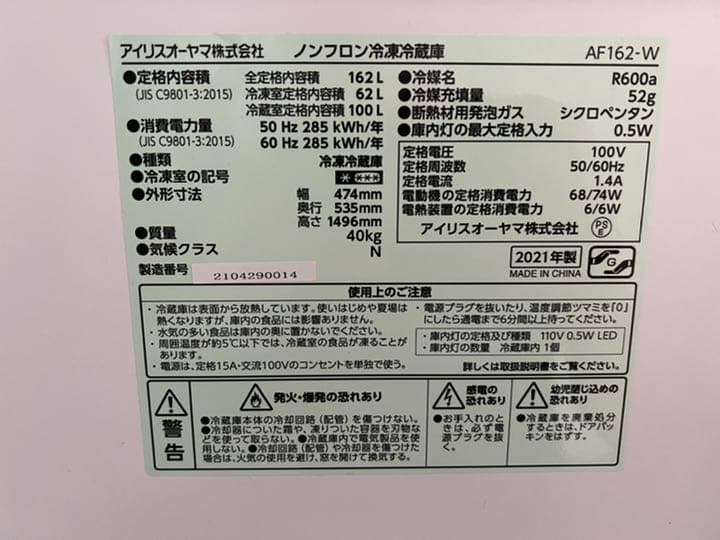 アイリスオーヤマ株式会社 ノンフロン冷凍冷蔵庫 AF162-W
●定格内容積 全定格内容積 162L
(JIS C9801-3:2015) 冷凍室定格内容積 62L
冷蔵室定格内容積 100L
●消費電力量 50 Hz 285 kWh/年
(JIS C9801-3:2015) 60 Hz 285 kWh/年
●種類 冷凍冷蔵庫
●冷凍室の記号
●外形寸法 幅 474mm
奥行 535mm
高さ 1496mm
●質量 40kg
●気候クラス N
製造番号 2104290014
●冷媒名 R600a
●冷媒充填量 52g
●断熱材用発泡ガス シクロペンタン
●庫内灯の最大定格入力 0.5W
定格電圧 100V
定格周波数 50/60Hz
定格電流 1.4A
電動機の定格消費電力 68/74W
電熱装置の定格消費電力 6/6W
アイリスオーヤマ株式会社 PSE
2021年製
MADE IN CHINA
G
使用上のご注意
・冷蔵庫は表面から放熱しています。使いはじめや夏場は
熱くなりますが、庫内の食品には影響ありません。
・水気の多い食品は庫内の奥に置かないでください。
・周囲温度が約5℃以下では、冷蔵室の食品が凍ることが
あります。
・電源は、定格15A・交流100Vのコンセントを単独で使う。
・電源プラグを抜いたり、温度調節ツマミを「0」
にしたら通電まで6分間以上待ってください。
・庫内灯の定格及び種類 110V 0.5W LED
・庫内灯の数量 冷蔵庫内 1個
詳しくは取扱説明書をご覧ください。
警告
発火・爆発の恐れあり
●冷蔵庫本体の冷却回路(配管)を傷つけない。
●冷却器についた霜や、凍りついた容器を刃物な
どを使って取らない。●冷蔵庫内で電気製品を使
用しない。●冷却回路(配管)や冷却器を傷つけた
場合は、火気の使用を避け、窓を開けて換気する。
感電の
恐れあり
●お手入れのと
きは、必ず電
源プラグを抜
く。
幼児閉じ込めの
恐れあり
●冷蔵庫を廃棄処分
するときは、ドアパッ
キンをはずす。